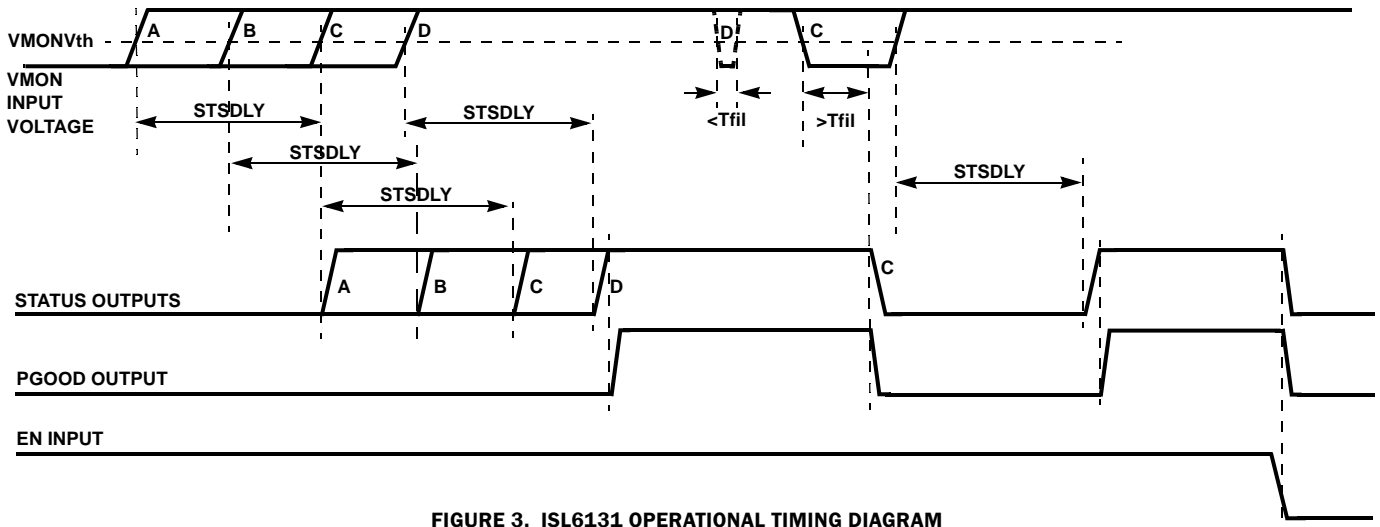 A B C D D C
VMONVth
VMON
INPUT
VOLTAGE
STSDLY STSDLY <Tfil >Tfil
STSDLY
STSDLY
STSDLY
C
A B C D
STATUS OUTPUTS
PGOOD OUTPUT
EN INPUT
FIGURE 3. ISL6131 OPERATIONAL TIMING DIAGRAM